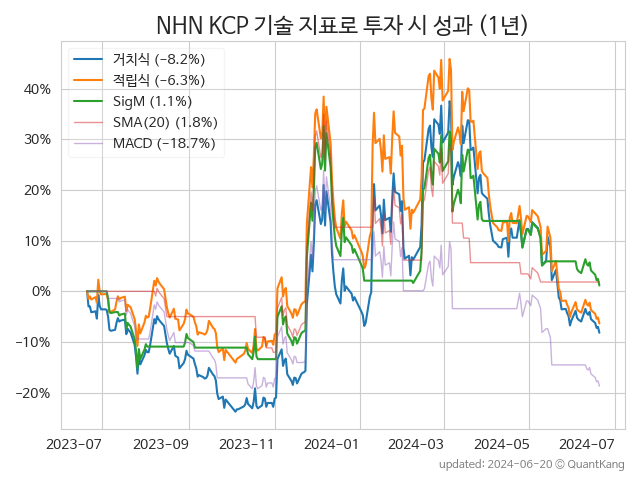 NHN KCP 기술 지표로 투자 시 성과 (1년)
거치식 (−8.2%)
적립식 (−6.3%)
SigM (1.1%)
SMA(20) (1.8%)
MACD (−18.7%)
40%
30%
20%
10%
0%
−10%
−20%
2023-07 2023-09 2023-11 2024-01 2024-03 2024-05 2024-07
updated: 2024-06-20 © QuantKang